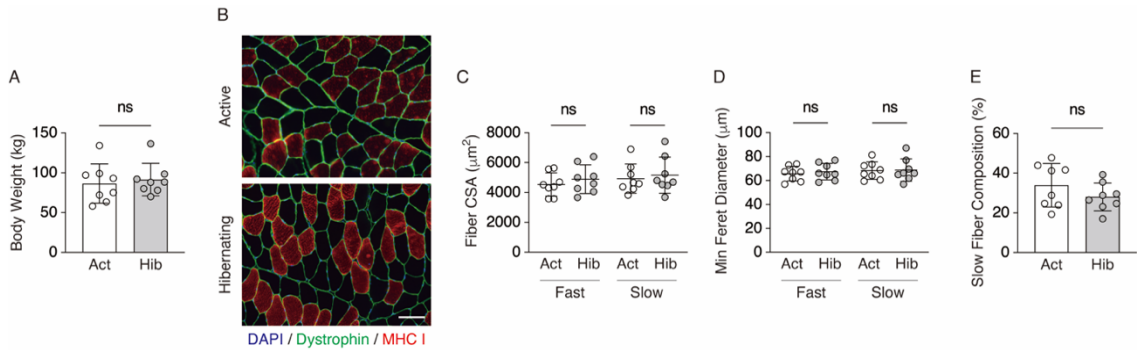 A
ns
Body Weight (kg)
150
100
50
0
Act Hib
B
Active
Hibernating
DAPI / Dystrophin / MHC I
C
ns ns
Fiber CSA (μm²)
8000
6000
4000
2000
0
Act Hib Act Hib
Fast Slow
D
ns ns
Min Feret Diameter (μm)
100
80
60
40
20
0
Act Hib Act Hib
Fast Slow
E
ns
Slow Fiber Composition (%)
60
40
20
0
Act Hib